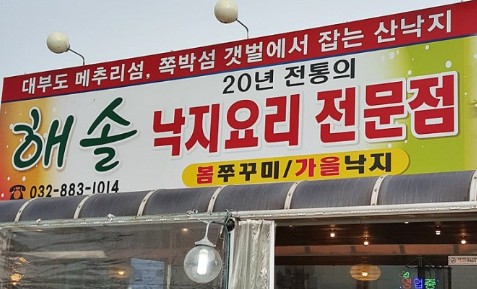 대부도 메추리섬, 쪽박섬 갯벌에서 잡는 산낙지
20년 전통의
해솔 낙지요리 전문점
봄쭈꾸미/가을낙지
☎ 032-883-1014